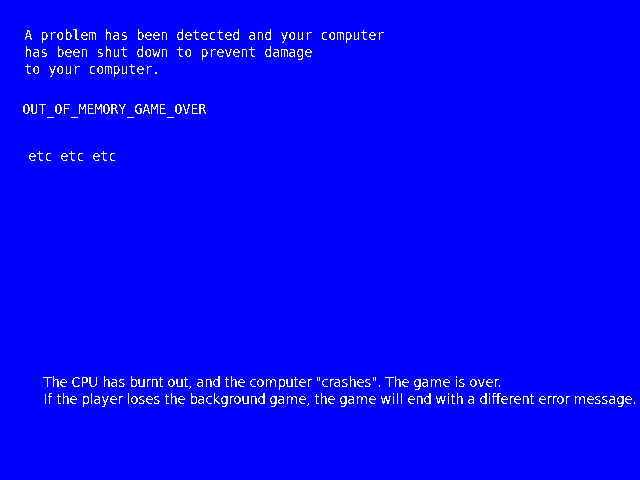 A problem has been detected and your computer
has been shut down to prevent damage
to your computer.
OUT_OF_MEMORY_GAME_OVER
etc etc etc
The CPU has burnt out, and the computer "crashes". The game is over.
If the player loses the background game, the game will end with a different error message.